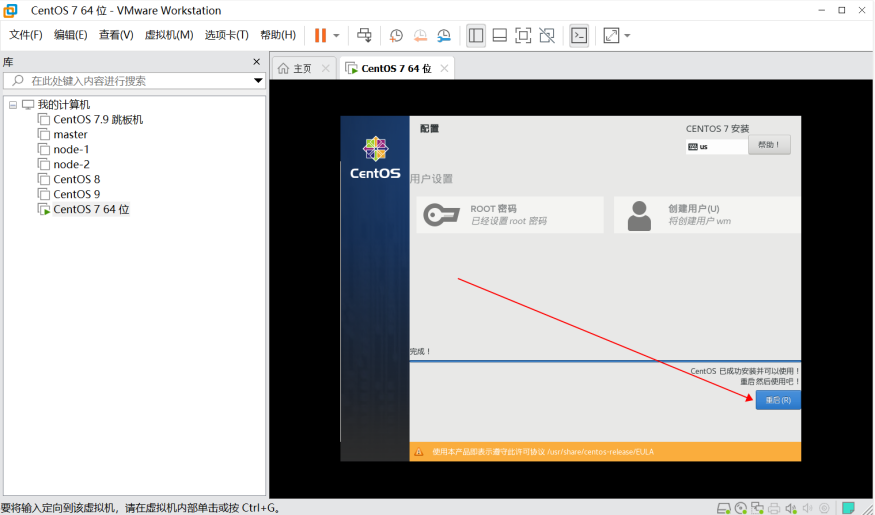 CentOS 7 64 位 - VMware Workstation
文件(F) 编辑(E) 查看(V) 虚拟机(M) 选项卡(T) 帮助(H)
库
在此处键入内容进行搜索
我的计算机
CentOS 7.9 跳板机
master
node-1
node-2
CentOS 8
CentOS 9
CentOS 7 64 位
主页
CentOS 7 64 位
CentOS
配置
CENTOS 7 安装
us
帮助！
用户设置
ROOT 密码
已经设置 root 密码
创建用户(U)
将创建用户 wm
完成！
CentOS 已成功安装并可以使用！
重启然后使用吧！
重启(R)
使用本产品即表示遵守此许可协议 /usr/share/centos-release/EULA
要将输入定向到该虚拟机，请在虚拟机内部单击或按 Ctrl+G。